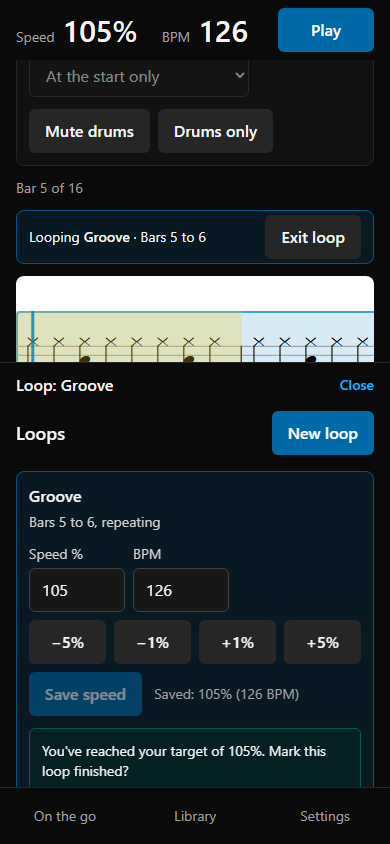 Speed 105% BPM 126 Play
At the start only
Mute drums Drums only
Bar 5 of 16
Looping Groove · Bars 5 to 6 Exit loop
Loop: Groove Close
Loops New loop
Groove
Bars 5 to 6, repeating
Speed % BPM
105 126
−5% −1% +1% +5%
Save speed Saved: 105% (126 BPM)
You've reached your target of 105%. Mark this
loop finished?
On the go Library Settings